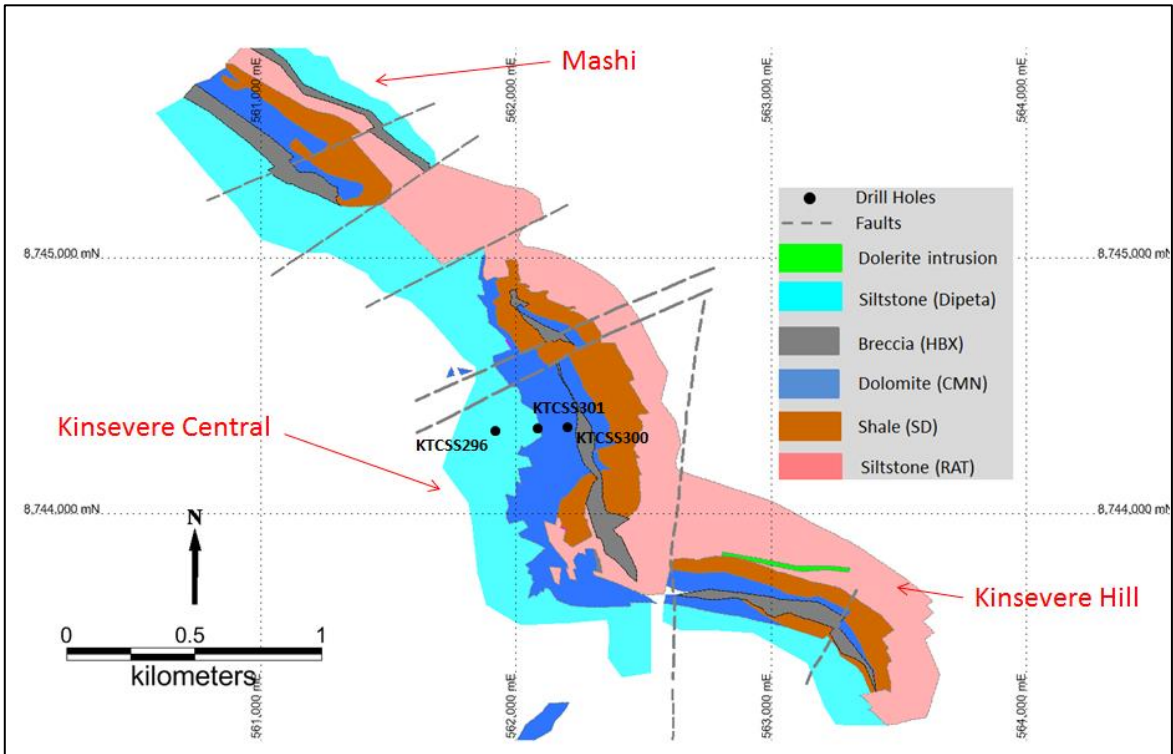 Mashi
561,000 mE
562,000 mE
563,000 mE
564,000 mE
Drill Holes
Faults
Dolerite intrusion
Siltstone (Dipeta)
Breccia (HBX)
Dolomite (CMN)
Shale (SD)
Siltstone (RAT)
8,745,000 mN
8,745,000 mN
Kinsevere Central
KTCSS301
KTCSS296
KTCSS300
8,744,000 mN
8,744,000 mN
N
Kinsevere Hill
0 0.5 1
kilometers
561,000 mE
562,000 mE
563,000 mE
564,000 mE